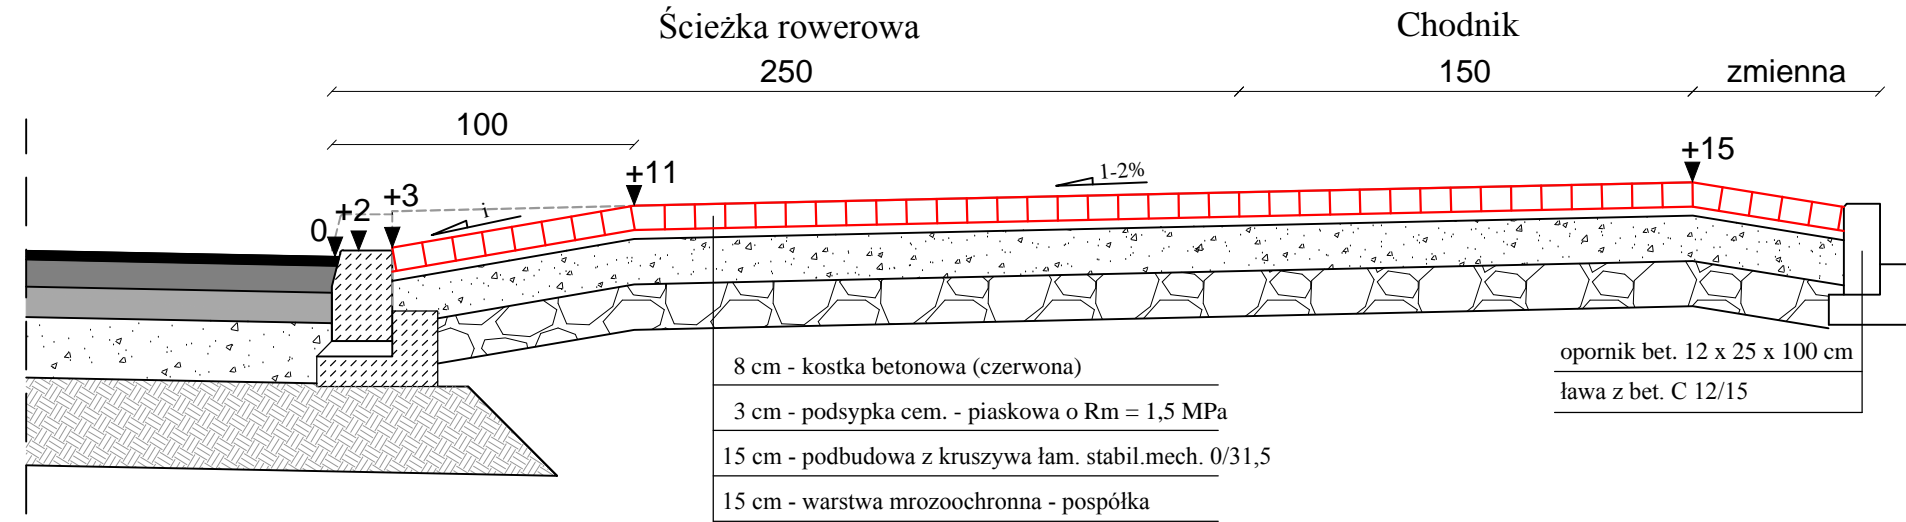 Ścieżka rowerowa
Chodnik
250
150
zmienna
100
+11
+15
1-2%
+3
+2
0
i
8 cm - kostka betonowa (czerwona)
3 cm - podsypka cem. - piaskowa o Rm = 1,5 MPa
15 cm - podbudowa z kruszywa łam. stabil.mech. 0/31,5
15 cm - warstwa mrozoochronna - pospółka
opornik bet. 12 x 25 x 100 cm
ława z bet. C 12/15